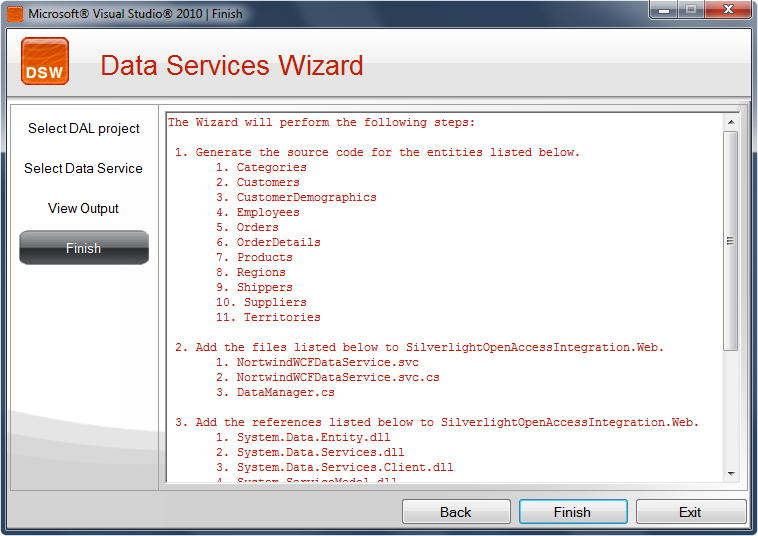 Microsoft® Visual Studio® 2010 | Finish
DSW
Data Services Wizard
Select DAL project
Select Data Service
View Output
Finish
The Wizard will perform the following steps:
1. Generate the source code for the entities listed below.
1. Categories
2. Customers
3. CustomerDemographics
4. Employees
5. Orders
6. OrderDetails
7. Products
8. Regions
9. Shippers
10. Suppliers
11. Territories
2. Add the files listed below to SilverlightOpenAccessIntegration.Web.
1. NortwindWCFDataService.svc
2. NortwindWCFDataService.svc.cs
3. DataManager.cs
3. Add the references listed below to SilverlightOpenAccessIntegration.Web.
1. System.Data.Entity.dll
2. System.Data.Services.dll
3. System.Data.Services.Client.dll
4. System.ServiceModel.dll
Back
Finish
Exit